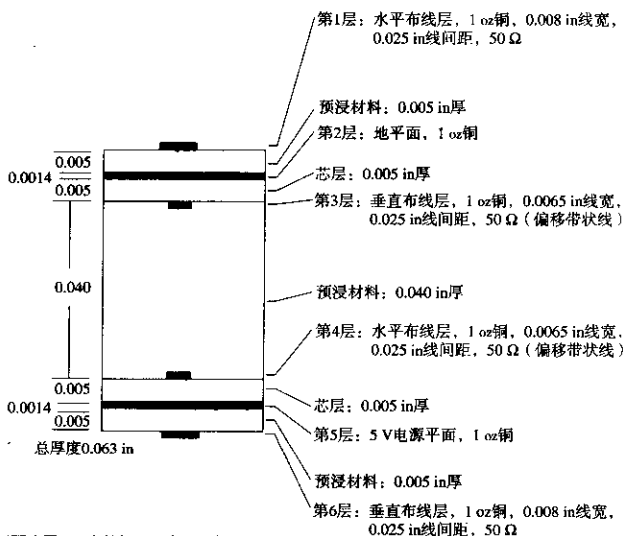 第1层：水平布线层，1 oz铜，0.008 in线宽，
0.025 in线间距，50 Ω
预浸材料：0.005 in厚
第2层：地平面，1 oz铜
芯层：0.005 in厚
第3层：垂直布线层，1 oz铜，0.0065 in线宽，
0.025 in线间距，50 Ω（偏移带状线）
预浸材料：0.040 in厚
第4层：水平布线层，1 oz铜，0.0065 in线宽，
0.025 in线间距，50 Ω（偏移带状线）
芯层：0.005 in厚
第5层：5 V电源平面，1 oz铜
预浸材料：0.005 in厚
第6层：垂直布线层，1 oz铜，0.008 in线宽，
0.025 in线间距，50 Ω
0.005
0.0014
0.005
0.040
0.005
0.0014
0.005
总厚度0.063 in